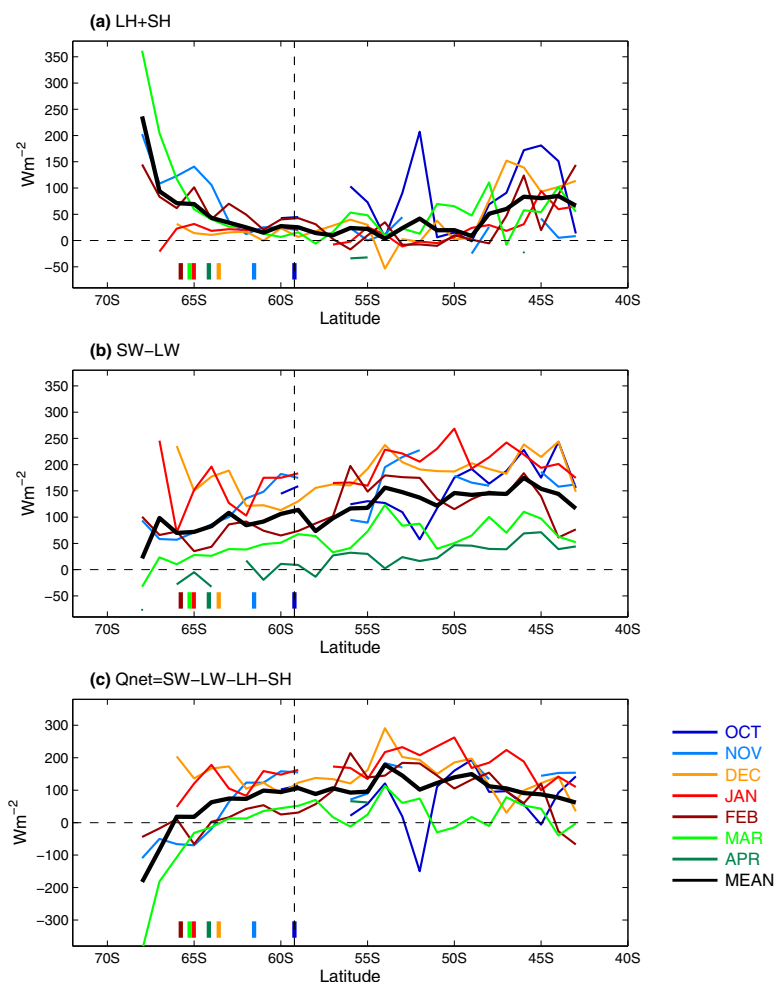 (a) LH+SH
350
300
250
200
150
100
50
0
−50
Wm−2
70S 65S 60S 55S 50S 45S 40S
Latitude
(b) SW−LW
350
300
250
200
150
100
50
0
−50
Wm−2
70S 65S 60S 55S 50S 45S 40S
Latitude
(c) Qnet=SW−LW−LH−SH
300
200
100
0
−100
−200
−300
Wm−2
70S 65S 60S 55S 50S 45S 40S
Latitude
OCT
NOV
DEC
JAN
FEB
MAR
APR
MEAN